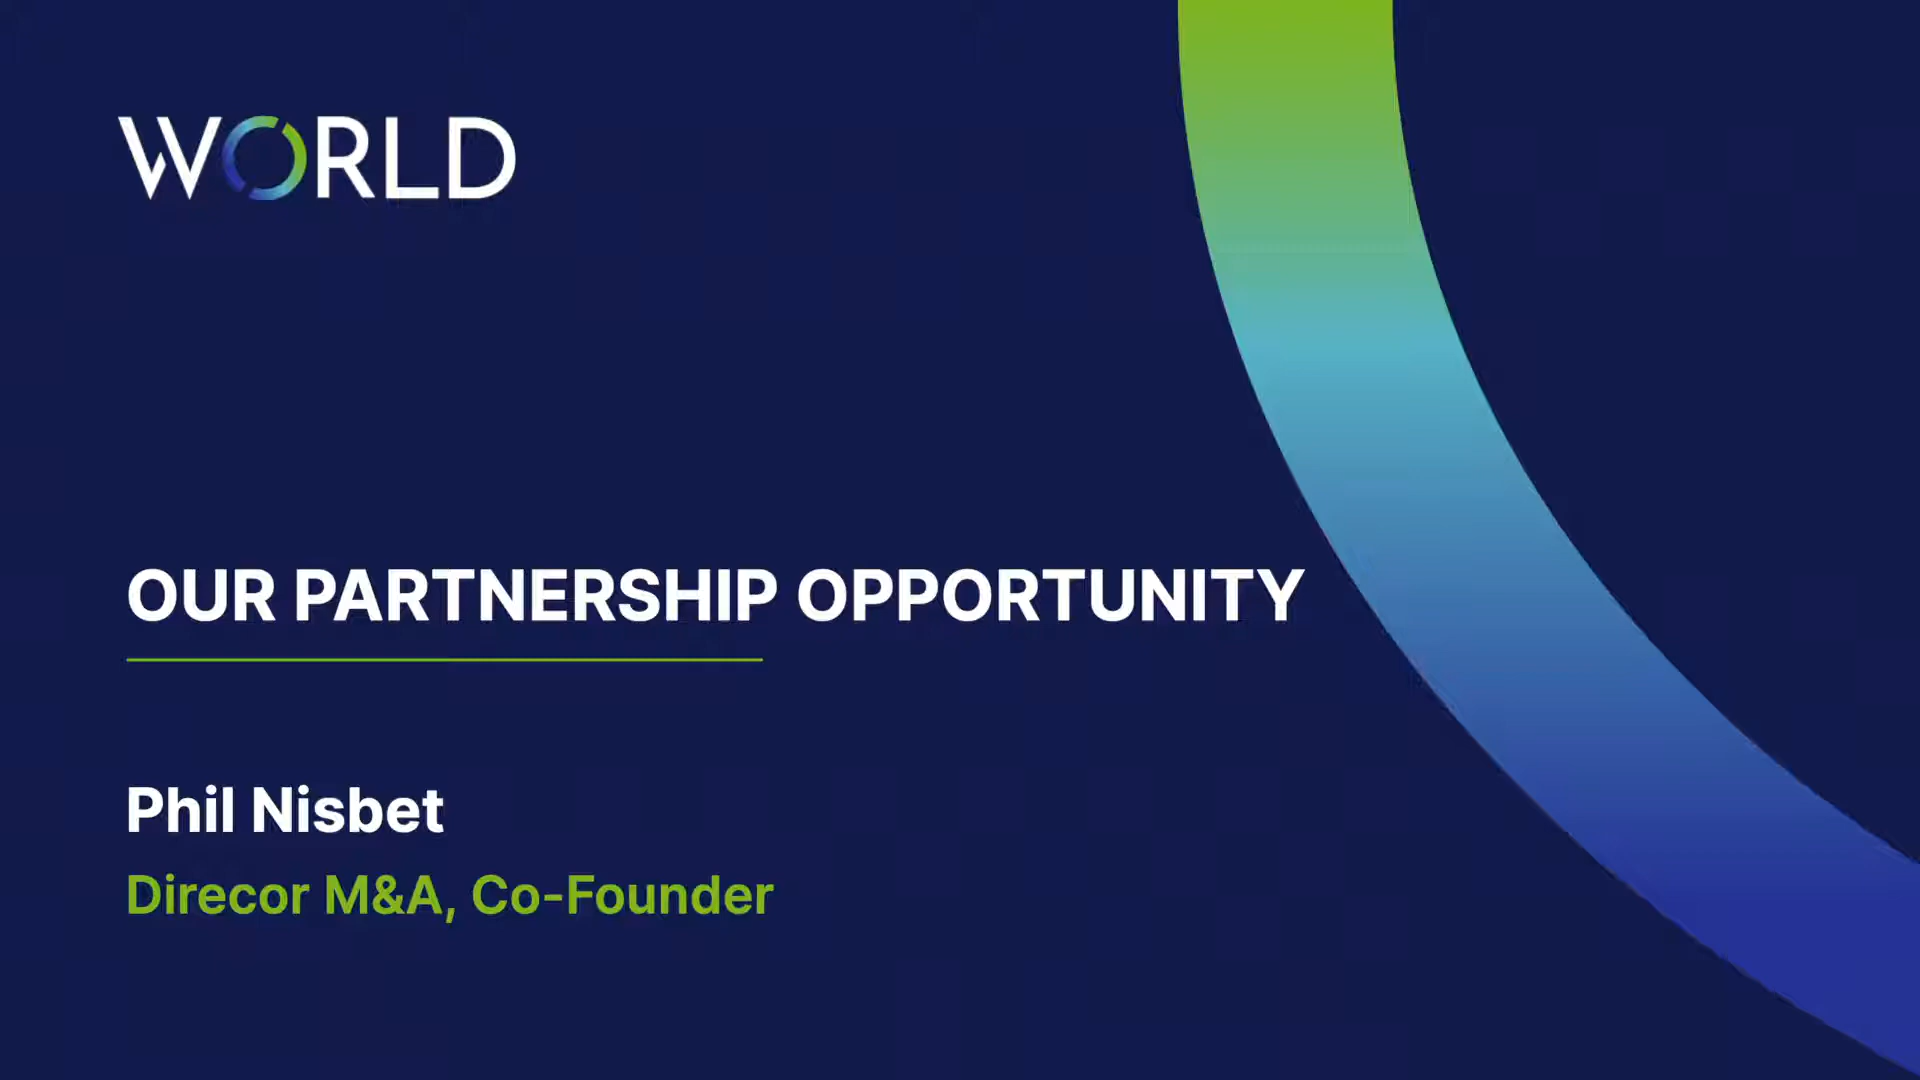 WORLD
OUR PARTNERSHIP OPPORTUNITY
Phil Nisbet
Direcor M&A, Co-Founder